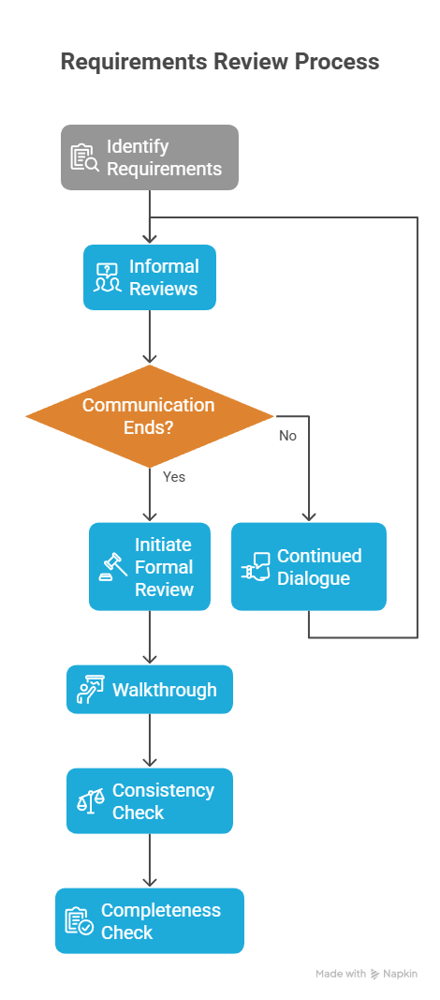 Requirements Review Process
Identify
Requirements
Informal
Reviews
Communication
Ends?
No
Yes
Initiate
Formal
Review
Continued
Dialogue
Walkthrough
Consistency
Check
Completeness
Check
Made with Napkin